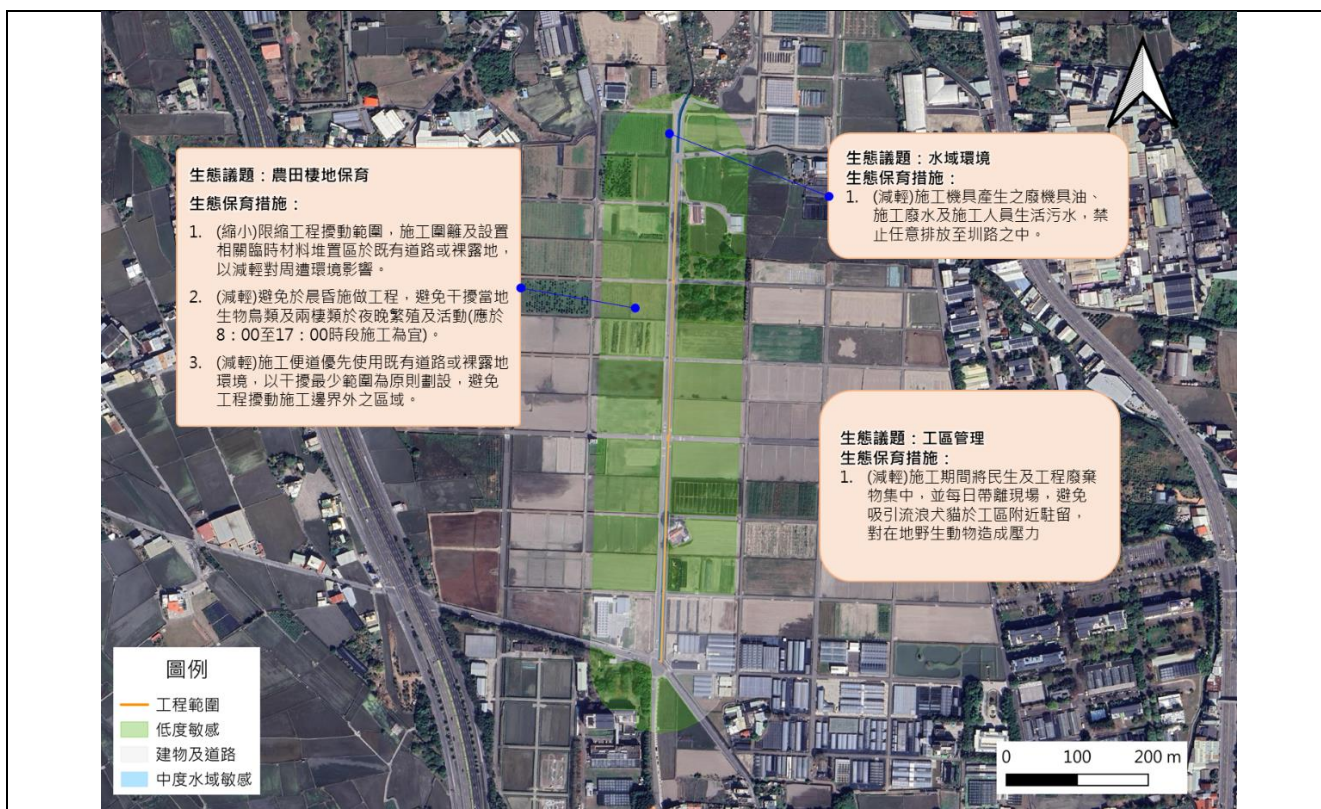 生態議題：農田棲地保育
生態保育措施：
1. (縮小)限縮工程擾動範圍，施工圍籬及設置
相關臨時材料堆置區於既有道路或裸露地，
以減輕對周遭環境影響。
2. (減輕)避免於晨昏施做工程，避免干擾當地
生物鳥類及兩棲類於夜晚繁殖及活動(應於
8：00至17：00時段施工為宜)。
3. (減輕)施工便道優先使用既有道路或裸露地
環境，以干擾最少範圍為原則劃設，避免
工程擾動施工邊界外之區域。
生態議題：水域環境
生態保育措施：
1. (減輕)施工機具產生之廢機具油、
施工廢水及施工人員生活污水，禁
止任意排放至圳路之中。
生態議題：工區管理
生態保育措施：
1. (減輕)施工期間將民生及工程廢棄
物集中，並每日帶離現場，避免
吸引流浪犬貓於工區附近駐留，
對在地野生動物造成壓力
圖例
工程範圍
低度敏感
建物及道路
中度水域敏感
0 100 200 m